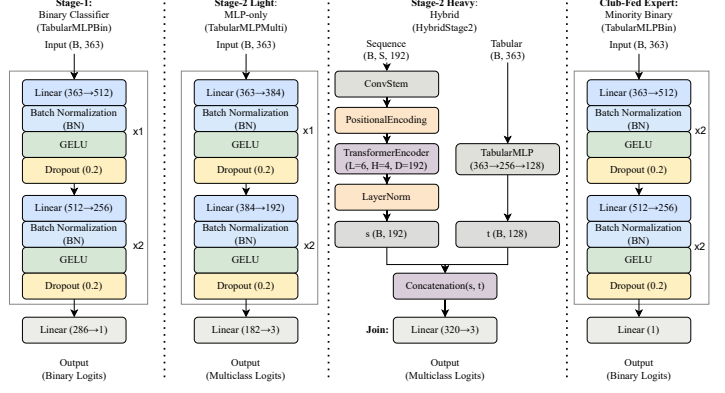 Stage-1:
Binary Classifier
(TabularMLPBin)
Input (B, 363)
Linear (363→512)
Batch Normalization
(BN)
x1
GELU
Dropout (0.2)
Linear (512→256)
Batch Normalization
(BN)
x2
GELU
Dropout (0.2)
Linear (286→1)
Output
(Binary Logits)
Stage-2 Light:
MLP-only
(TabularMLPMulti)
Input (B, 363)
Linear (363→384)
Batch Normalization
(BN)
x1
GELU
Dropout (0.2)
Linear (384→192)
Batch Normalization
(BN)
x2
GELU
Dropout (0.2)
Linear (182→3)
Output
(Multiclass Logits)
Stage-2 Heavy:
Hybrid
(HybridStage2)
Sequence
(B, S, 192)
ConvStem
PositionalEncoding
TransformerEncoder
(L=6, H=4, D=192)
LayerNorm
s (B, 192)
Tabular
(B, 363)
TabularMLP
(363→256→128)
t (B, 128)
Concatenation(s, t)
Join: Linear (320→3)
Output
(Multiclass Logits)
Club-Fed Expert:
Minority Binary
(TabularMLPBin)
Input (B, 363)
Linear (363→512)
Batch Normalization
(BN)
x2
GELU
Dropout (0.2)
Linear (512→256)
Batch Normalization
(BN)
x2
GELU
Dropout (0.2)
Linear (1)
Output
(Binary Logits)